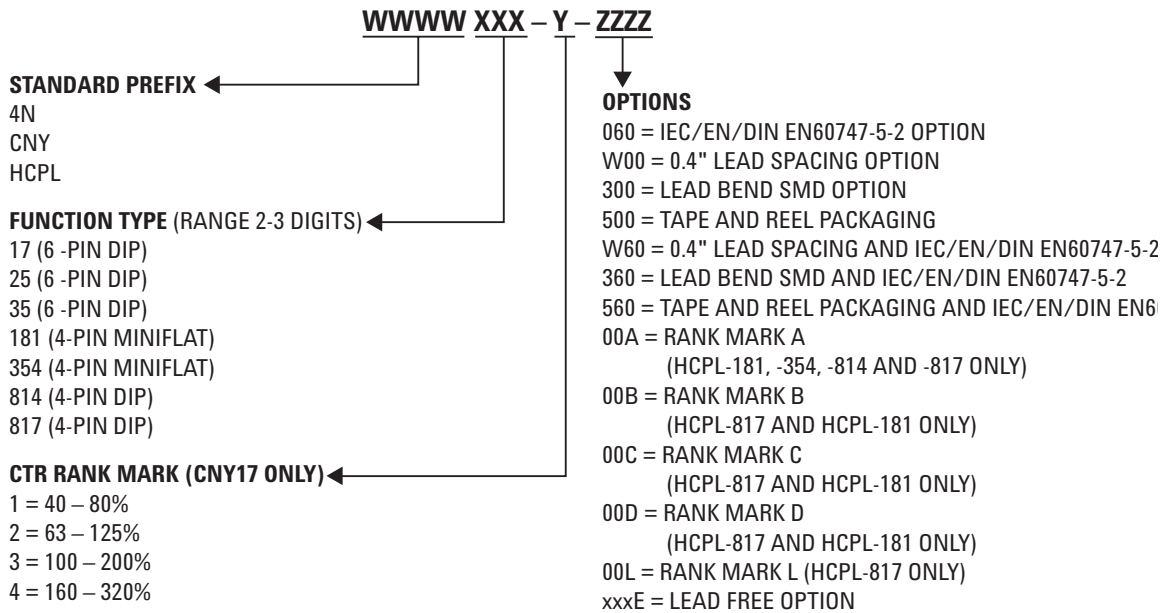 WWWW XXX – Y – ZZZZ
STANDARD PREFIX
4N
CNY
HCPL
FUNCTION TYPE (RANGE 2-3 DIGITS)
17 (6 -PIN DIP)
25 (6 -PIN DIP)
35 (6 -PIN DIP)
181 (4-PIN MINIFLAT)
354 (4-PIN MINIFLAT)
814 (4-PIN DIP)
817 (4-PIN DIP)
CTR RANK MARK (CNY17 ONLY)
1 = 40 – 80%
2 = 63 – 125%
3 = 100 – 200%
4 = 160 – 320%
OPTIONS
060 = IEC/EN/DIN EN60747-5-2 OPTION
W00 = 0.4" LEAD SPACING OPTION
300 = LEAD BEND SMD OPTION
500 = TAPE AND REEL PACKAGING
W60 = 0.4" LEAD SPACING AND IEC/EN/DIN EN60747-5-2
360 = LEAD BEND SMD AND IEC/EN/DIN EN60747-5-2
560 = TAPE AND REEL PACKAGING AND IEC/EN/DIN
00A = RANK MARK A
(HCPL-181, -354, -814 AND -817 ONLY)
00B = RANK MARK B
(HCPL-817 AND HCPL-181 ONLY)
00C = RANK MARK C
(HCPL-817 AND HCPL-181 ONLY)
00D = RANK MARK D
(HCPL-817 AND HCPL-181 ONLY)
00L = RANK MARK L (HCPL-817 ONLY)
xxxE = LEAD FREE OPTION